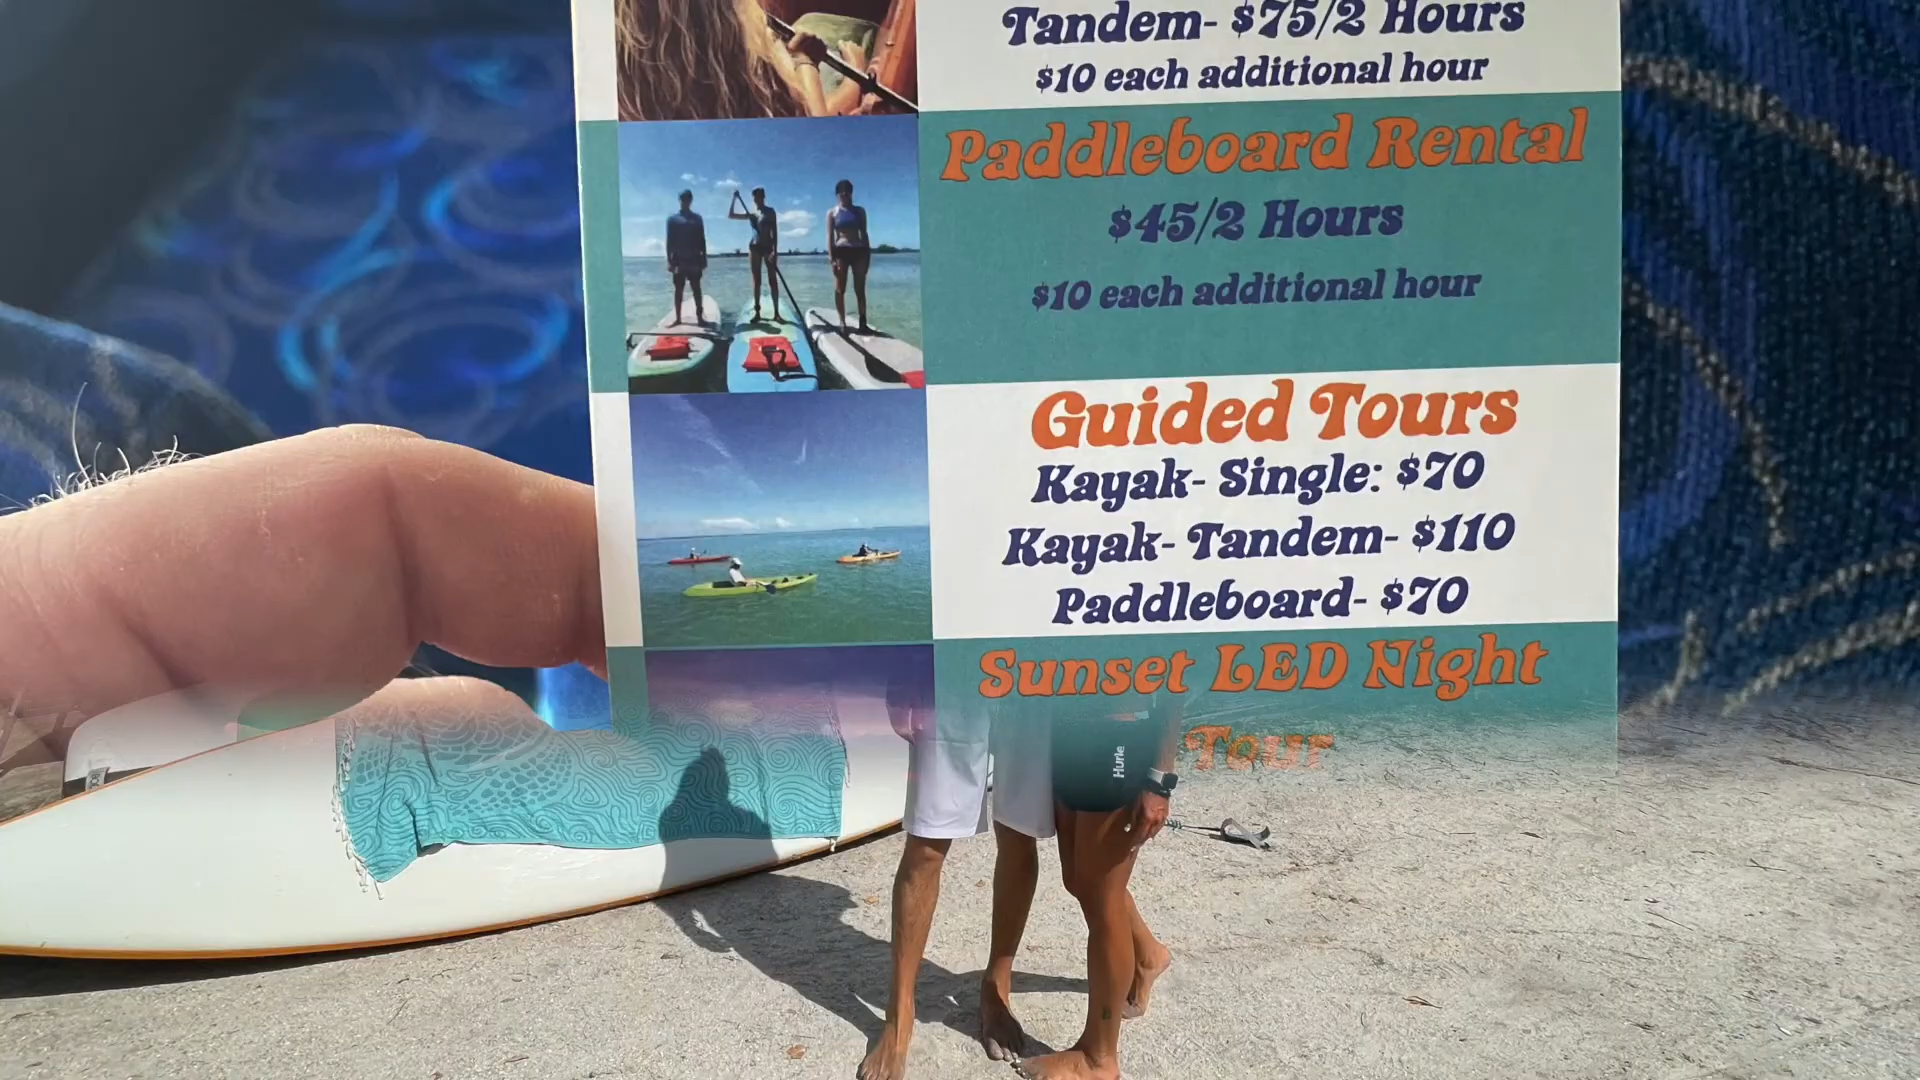 Tandem- $75/2 Hours
$10 each additional hour
Paddleboard Rental
$45/2 Hours
$10 each additional hour
Guided Tours
Kayak- Single: $70
Kayak- Tandem- $110
Paddleboard- $70
Sunset LED Night
Tour
Hurle